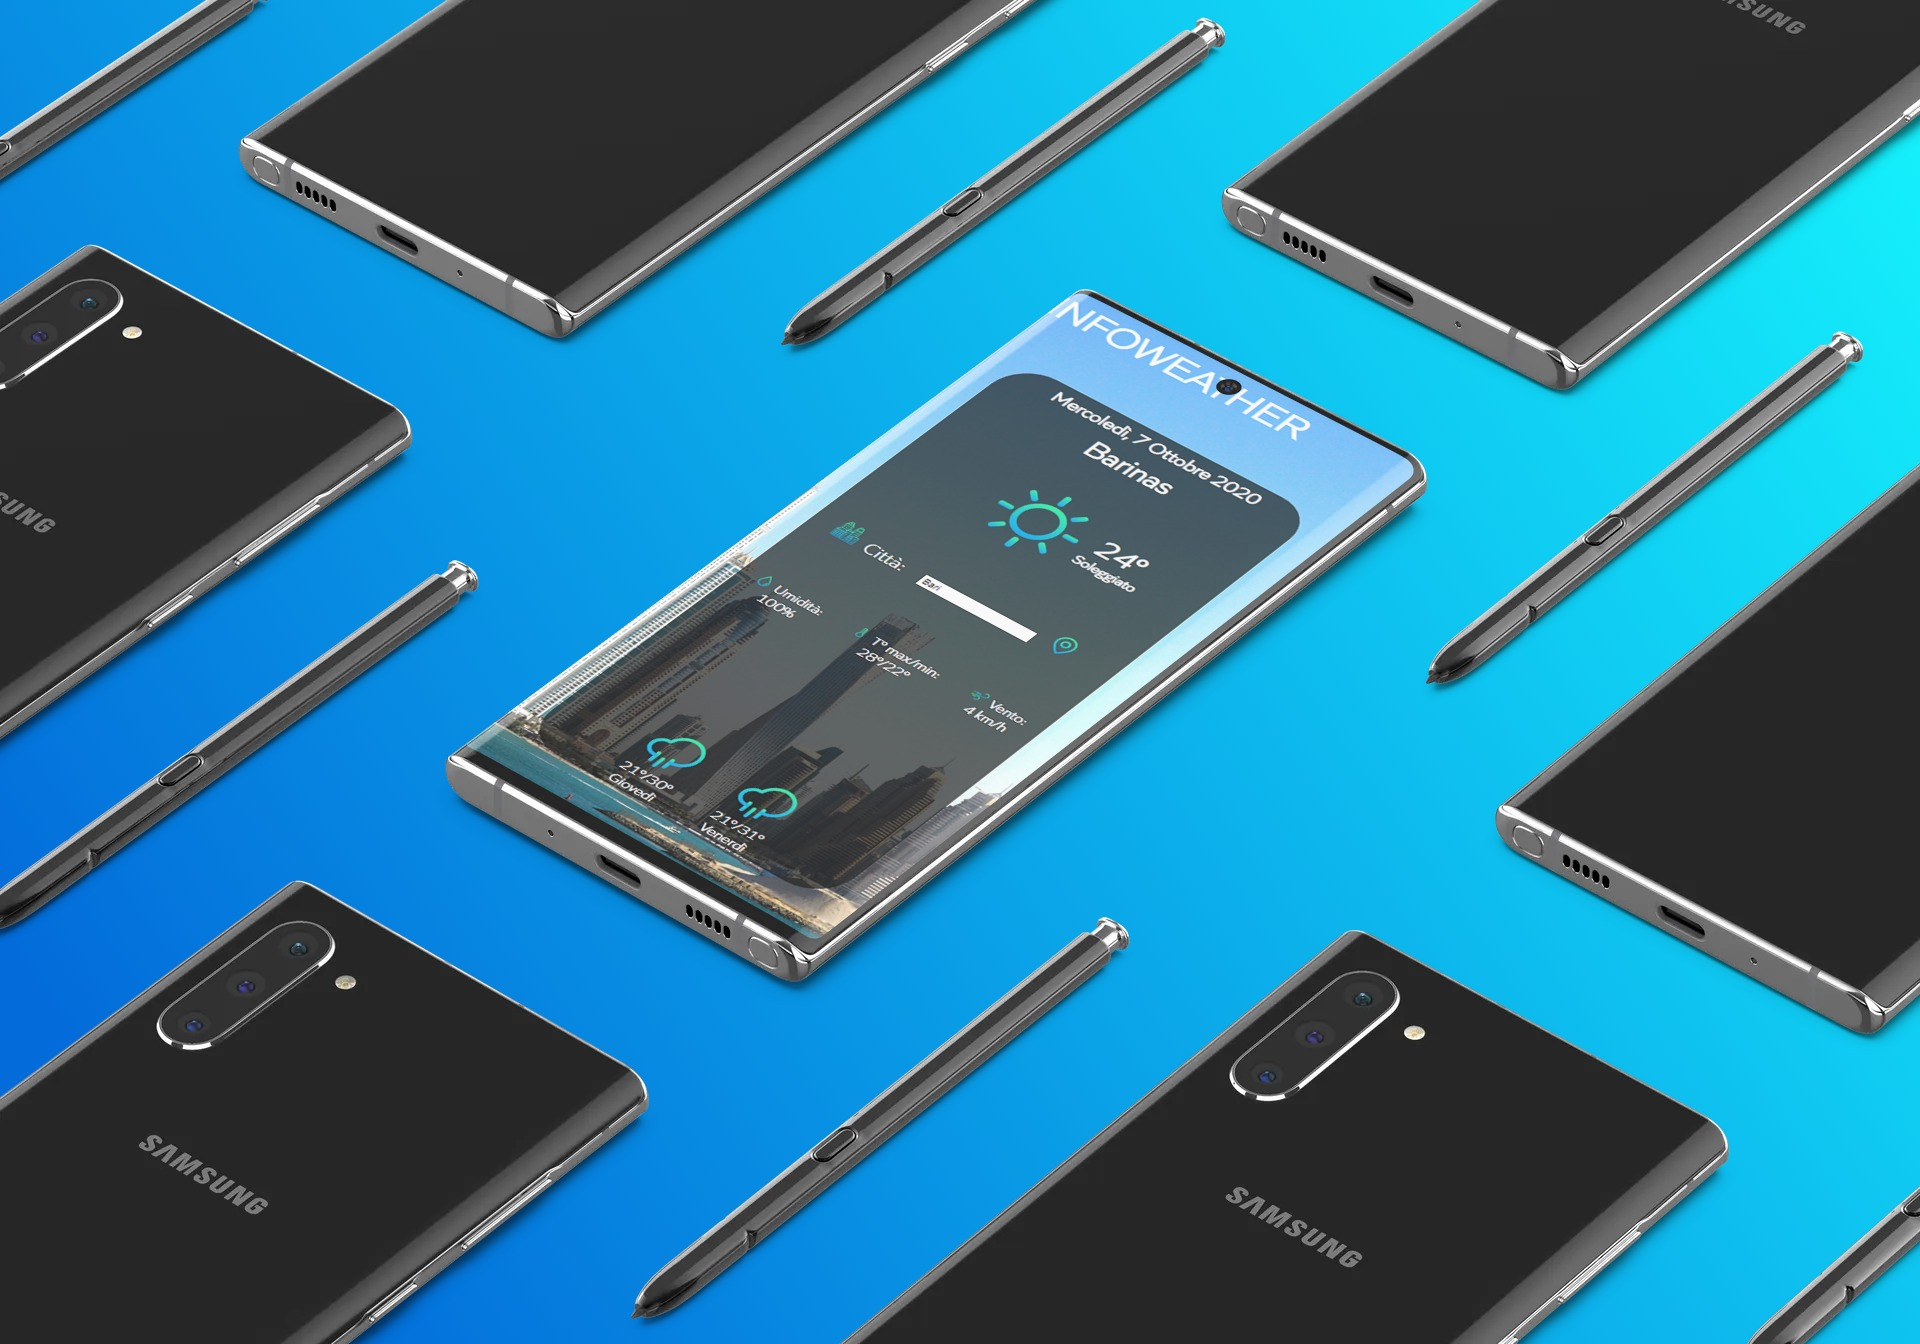 NFOWEATHER
Mercoledì, 7 Ottobre 2020
Barinas
24°
Soleggiato
Città:
Bari
Umidità:
100%
T° max/min:
28°/22°
Vento:
4 km/h
21°/30°
Giovedì
21°/31°
Venerdì
SAMSUNG
SAMSUNG
SUNG
SUNG